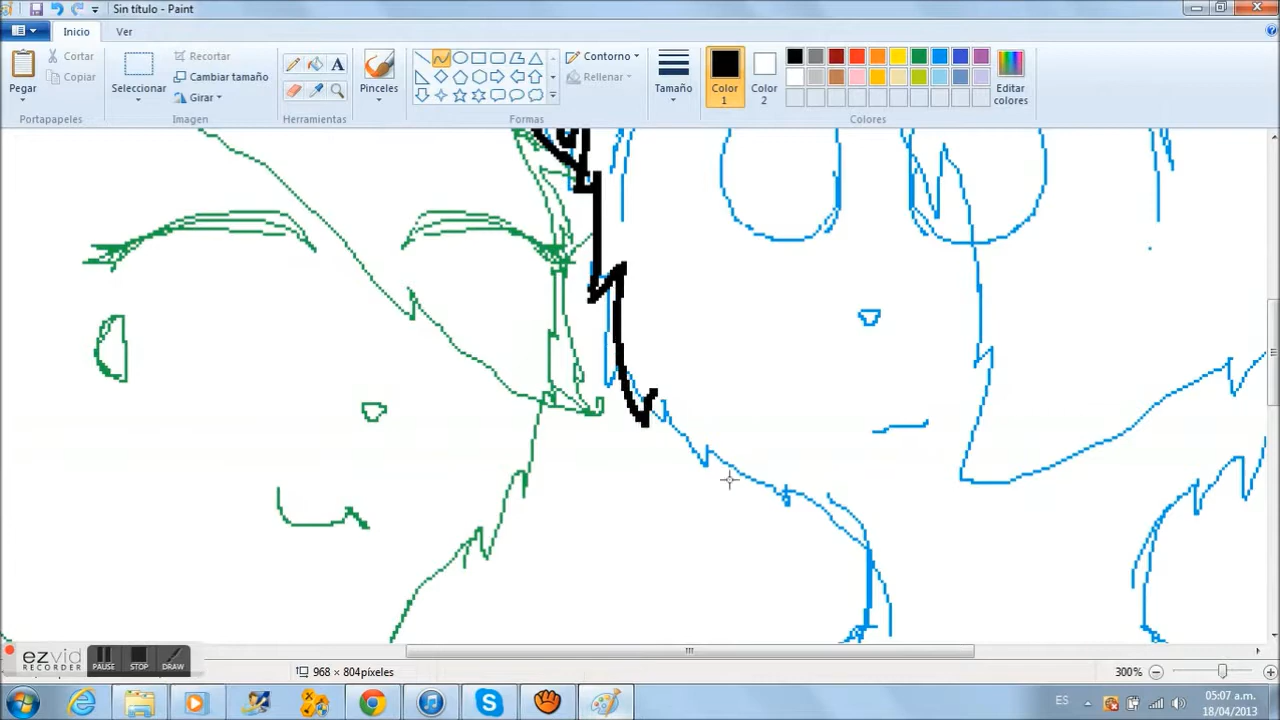 Sin título - Paint
Inicio Ver
Pegar
Cortar
Copiar
Portapapeles
Seleccionar
Recortar
Cambiar tamaño
Girar
Imagen
A
Herramientas
Pinceles
Contorno
Rellenar
Formas
Tamaño
Color 1
Color 2
Editar colores
Colores
ezvid
RECORDER
PAUSE STOP DRAW
968 × 804píxeles
300%
ES
05:07 a.m.
18/04/2013